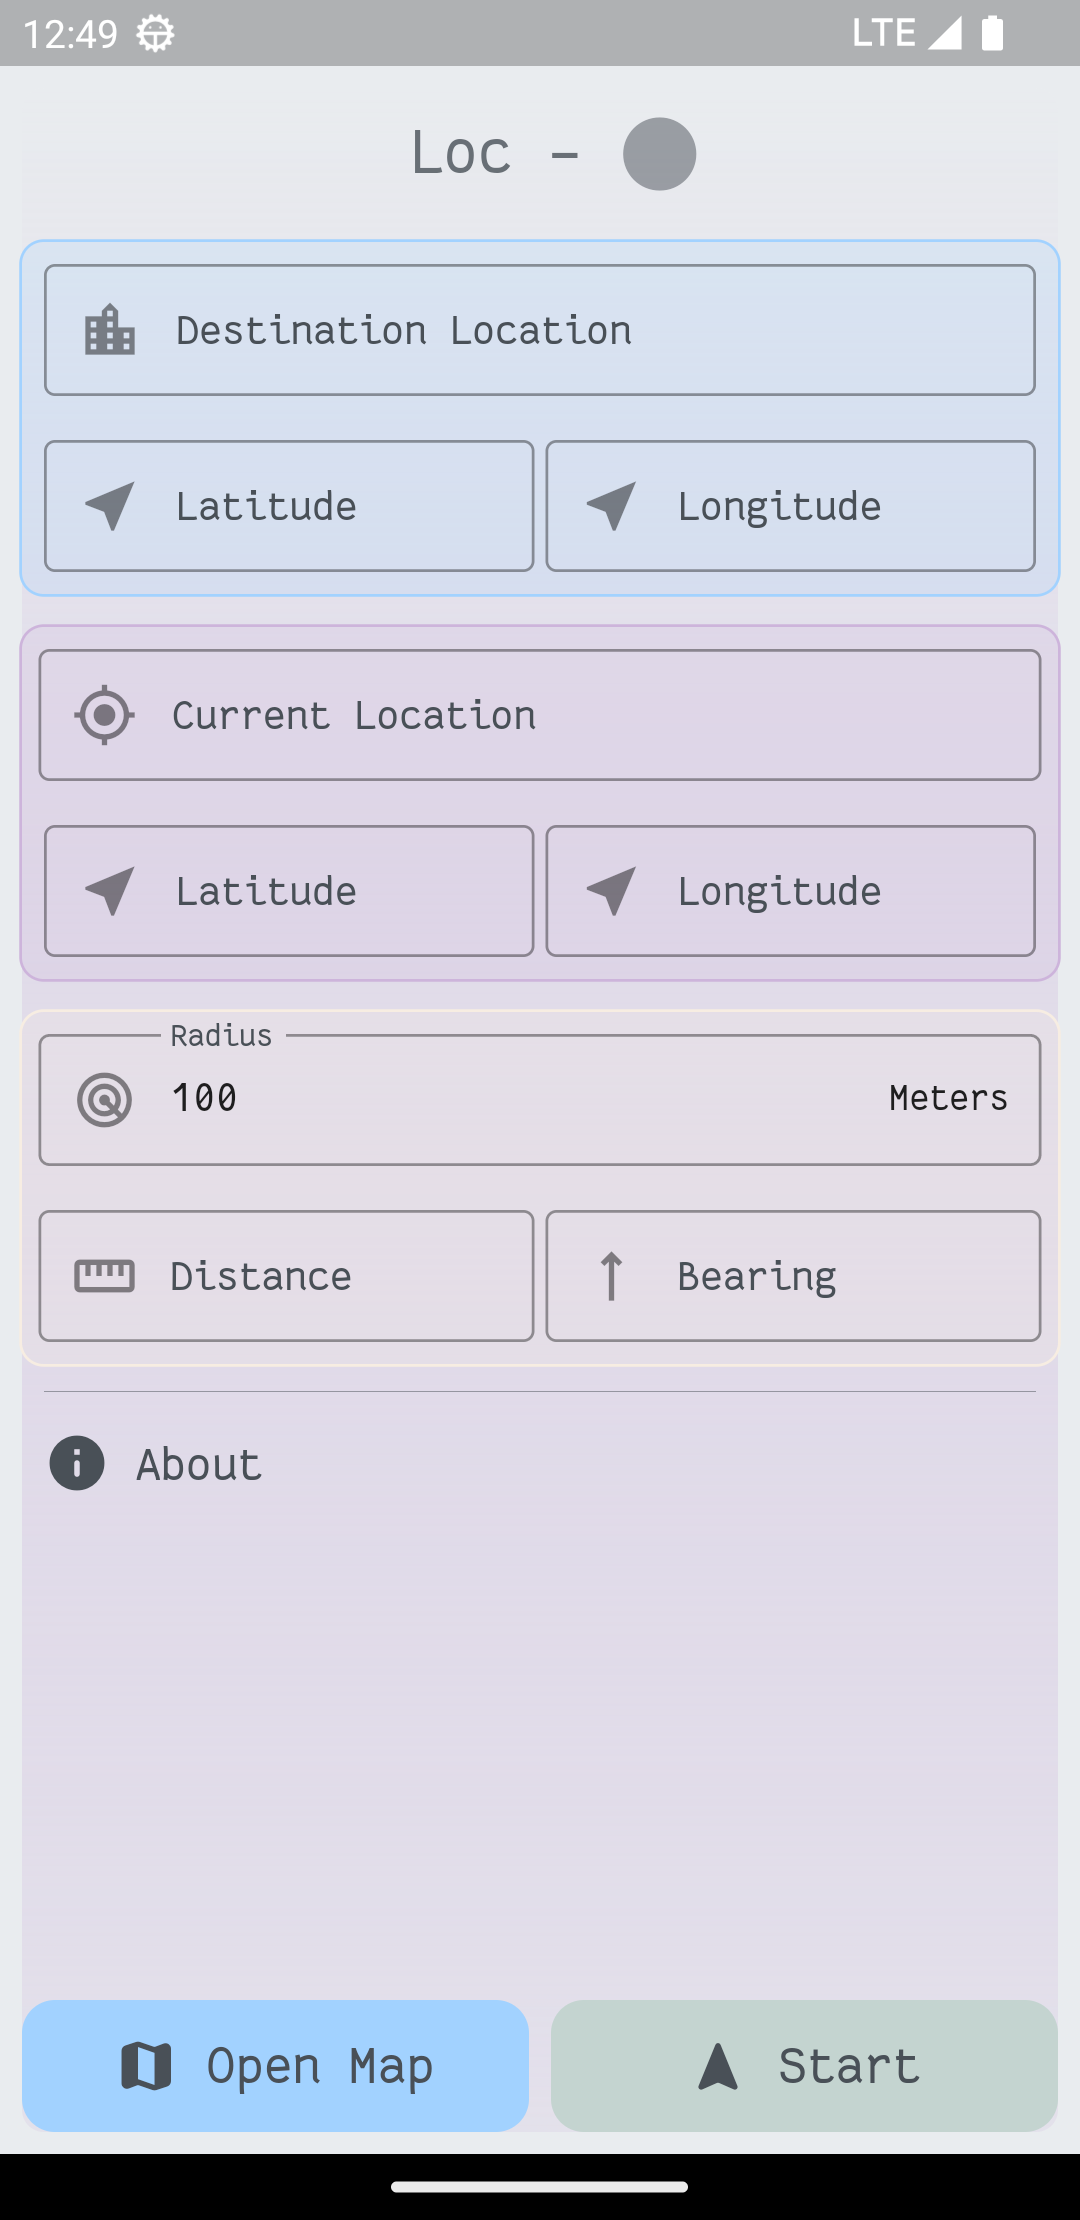 12:49 LTE
Loc -
Destination Location
Latitude Longitude
Current Location
Latitude Longitude
Radius
100 Meters
Distance Bearing
About
Open Map Start